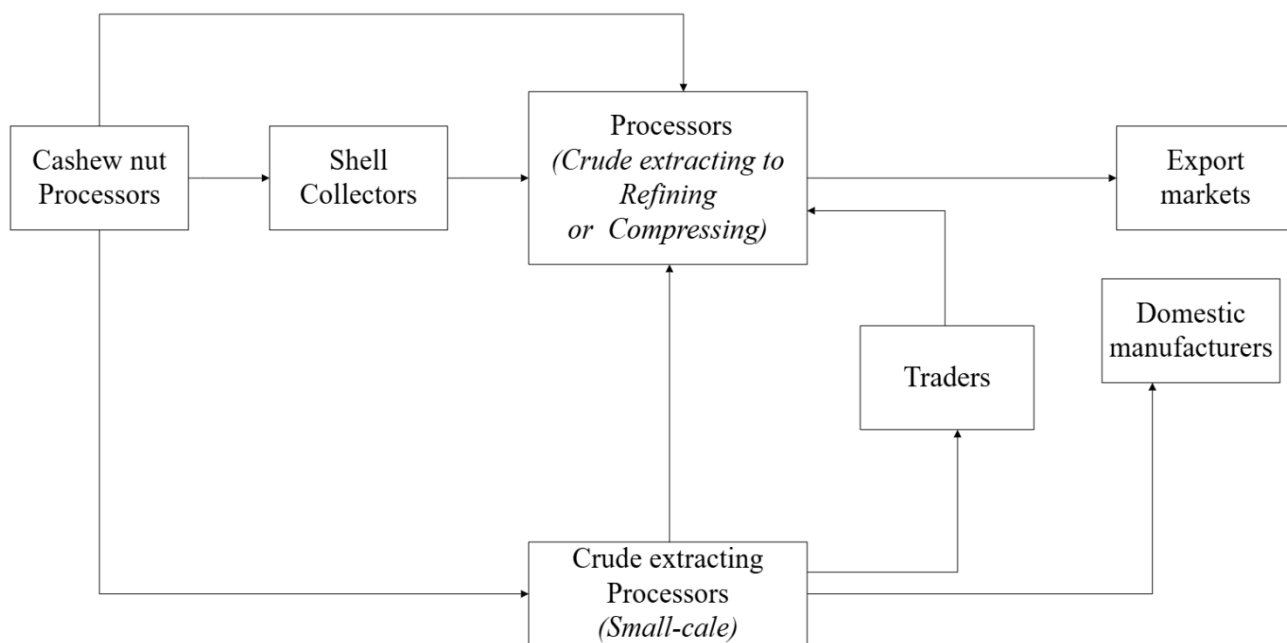 Cashew nut
Processors
Shell
Collectors
Processors
(Crude extracting to
Refining
or Compressing)
Export
markets
Domestic
manufacturers
Traders
Crude extracting
Processors
(Small-cale)